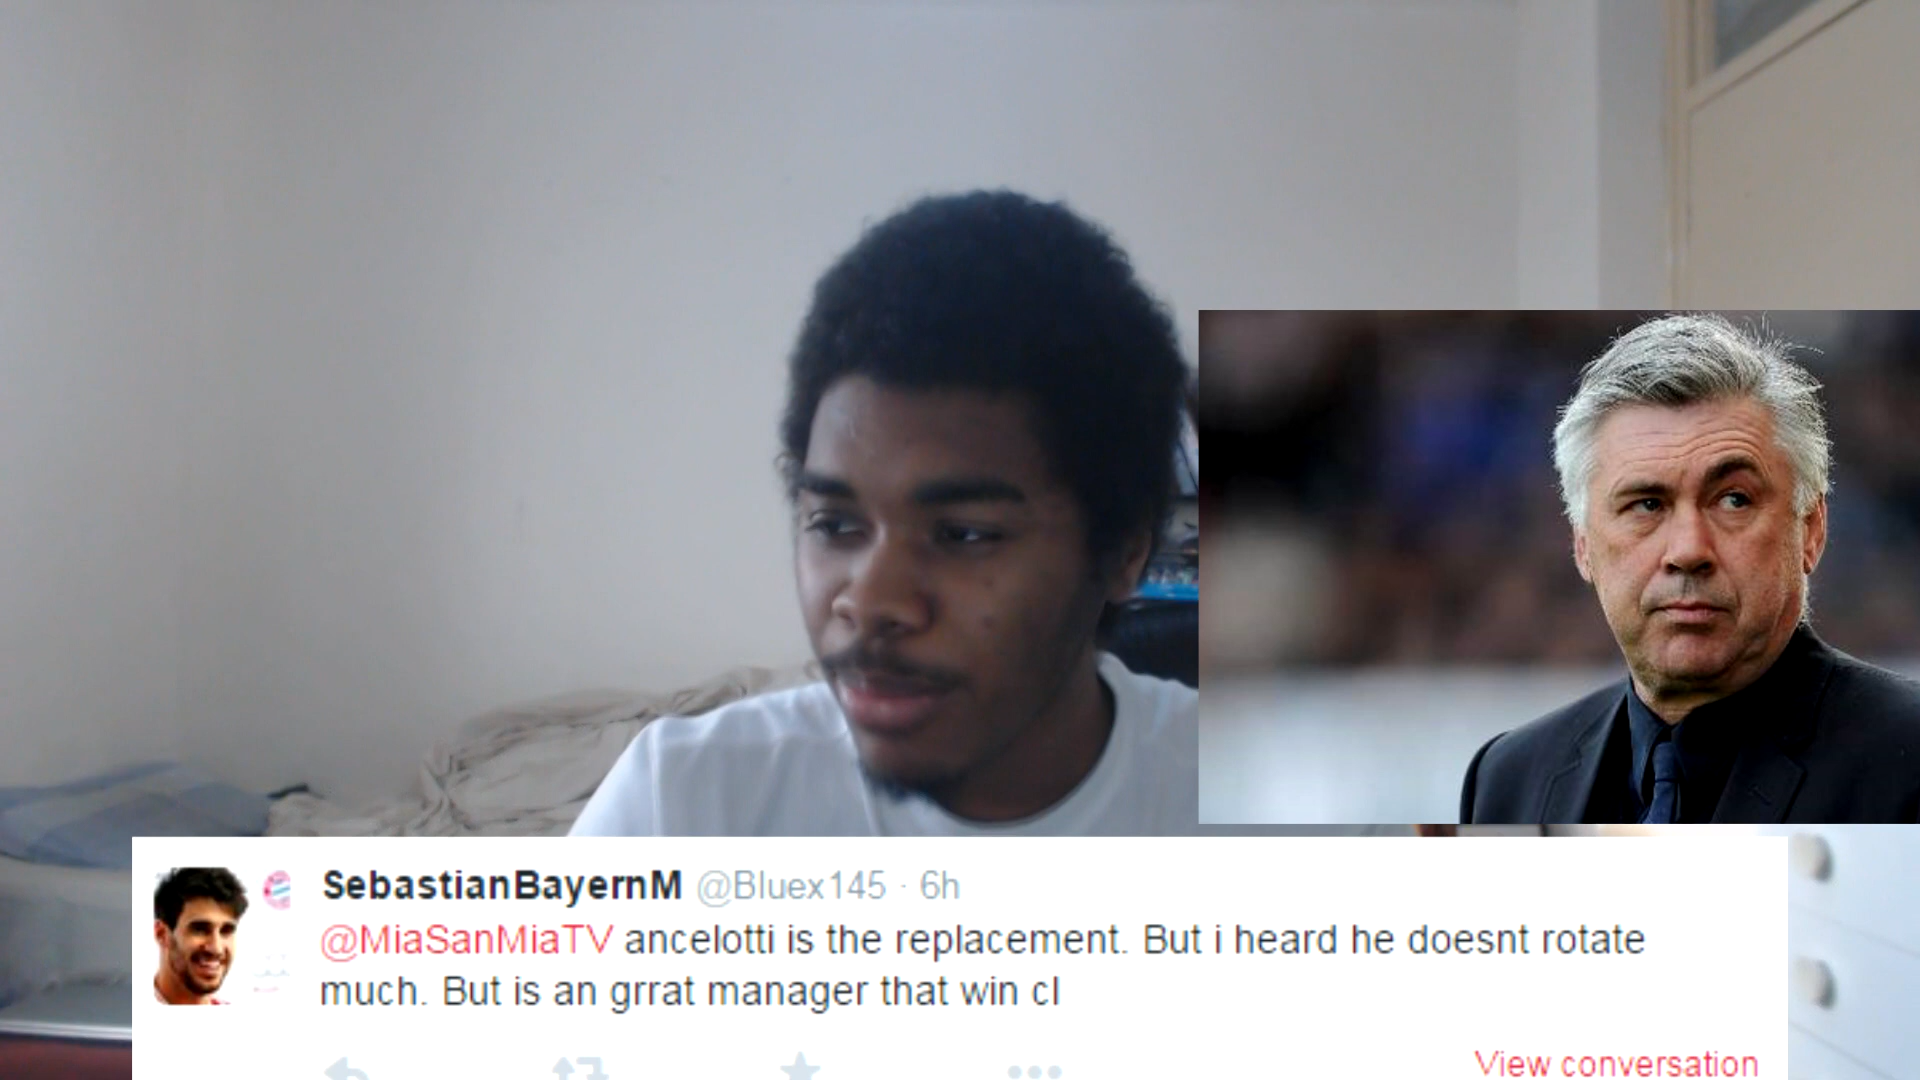 SebastianBayernM @Bluex145 · 6h
@MiaSanMiaTV ancelotti is the replacement. But i heard he doesnt rotate
much. But is an grrat manager that win cl
View conversation